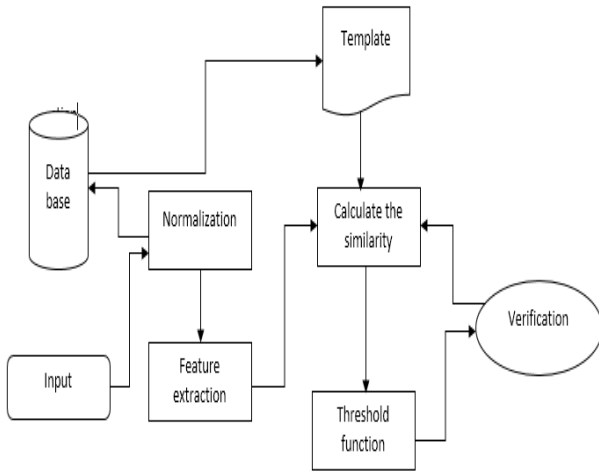 Template
Data
base
Normalization
Calculate the
similarity
Verification
Input
Feature
extraction
Threshold
function